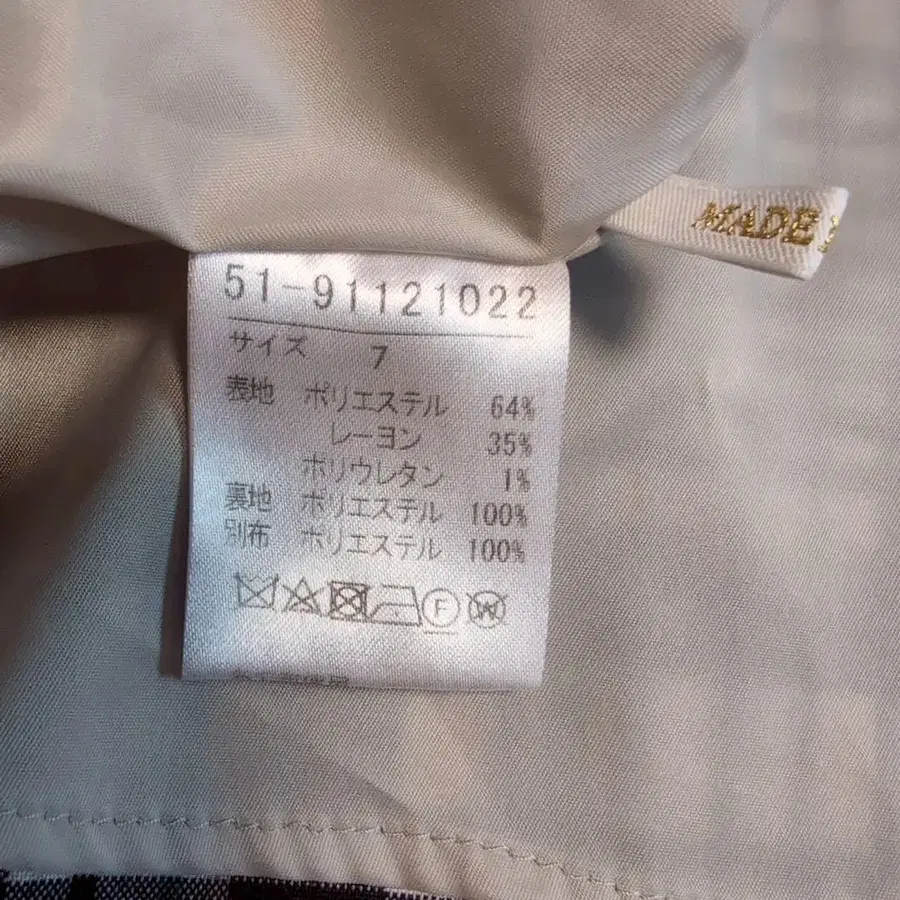 MADE
51-91121022
サイズ 7
表地 ポリエステル 64%
レーヨン 35%
ポリウレタン 1%
裏地 ポリエステル 100%
別布 ポリエステル 100%
F W